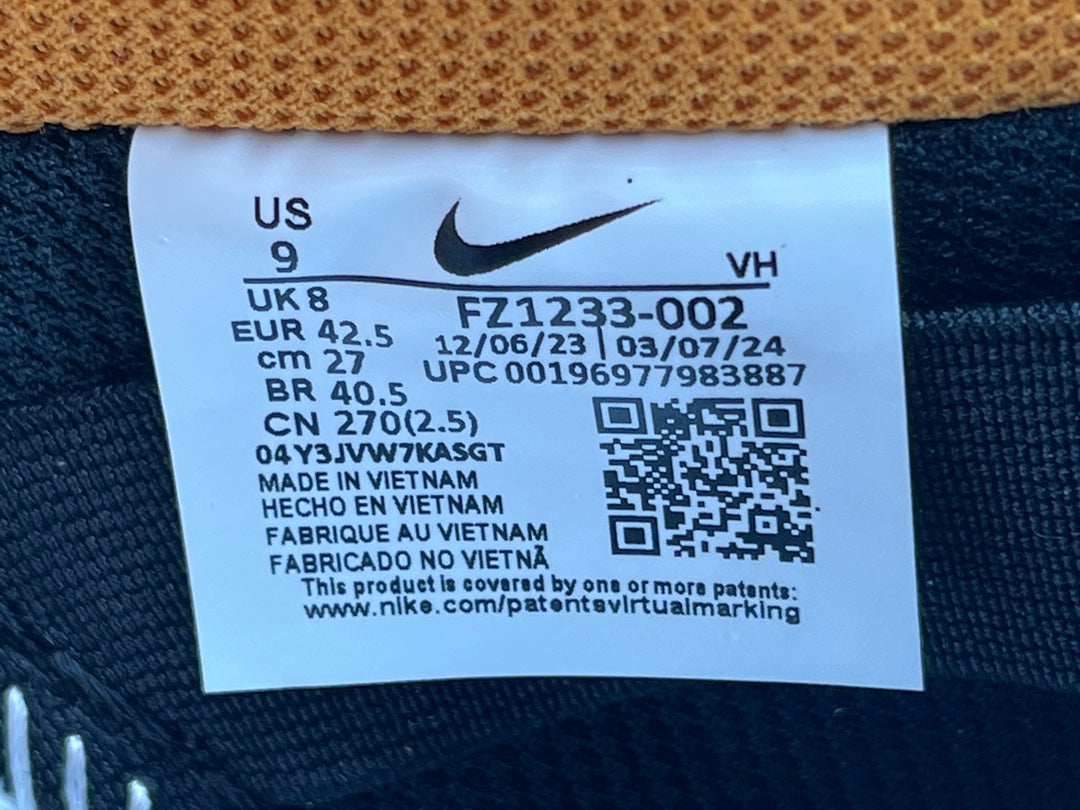 US
9
VH
UK 8
FZ1233-002
EUR 42.5
12/06/23 | 03/07/24
cm 27
UPC 00196977983887
BR 40.5
CN 270(2.5)
04Y3JVW7KASGT
MADE IN VIETNAM
HECHO EN VIETNAM
FABRIQUE AU VIETNAM
FABRICADO NO VIETNÃ
This product is covered by one or more patents:
www.nike.com/patentsvirtualmarking